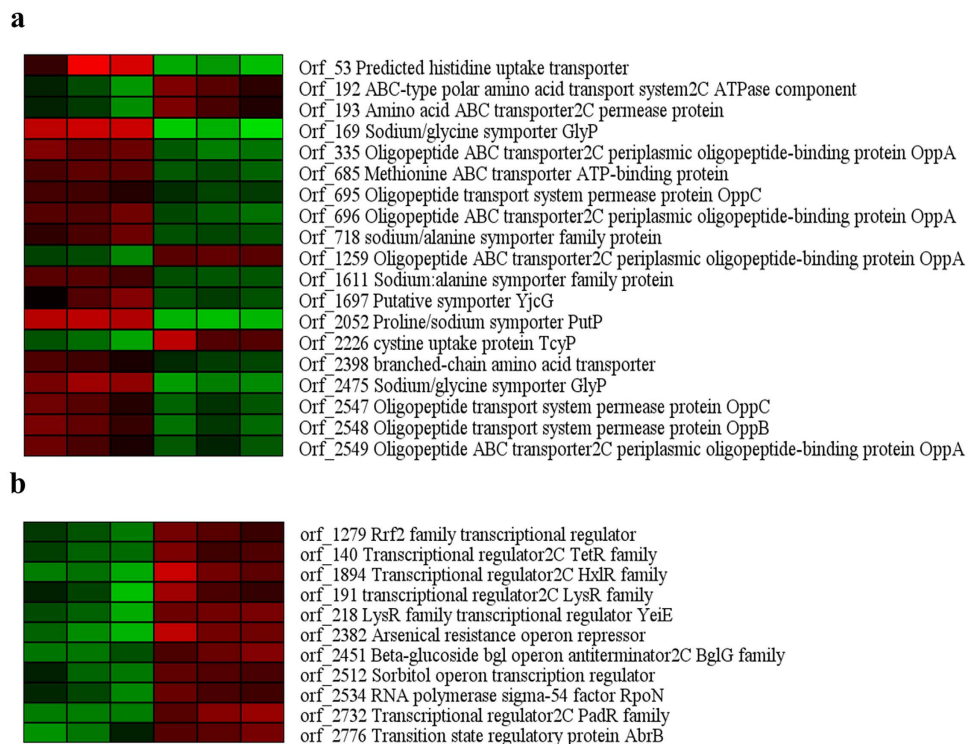 a
Orf_53 Predicted histidine uptake transporter
Orf_192 ABC-type polar amino acid transport system2C ATPase component
Orf_193 Amino acid ABC transporter2C permease protein
Orf_169 Sodium/glycine symporter GlyP
Orf_335 Oligopeptide ABC transporter2C periplasmic oligopeptide-binding protein OppA
Orf_685 Methionine ABC transporter ATP-binding protein
Orf_695 Oligopeptide transport system permease protein OppC
Orf_696 Oligopeptide ABC transporter2C periplasmic oligopeptide-binding protein OppA
Orf_718 sodium/alanine symporter family protein
Orf_1259 Oligopeptide ABC transporter2C periplasmic oligopeptide-binding protein OppA
Orf_1611 Sodium:alanine symporter family protein
Orf_1697 Putative symporter YjcG
Orf_2052 Proline/sodium symporter PutP
Orf_2226 cystine uptake protein TcyP
Orf_2398 branched-chain amino acid transporter
Orf_2475 Sodium/glycine symporter GlyP
Orf_2547 Oligopeptide transport system permease protein OppC
Orf_2548 Oligopeptide transport system permease protein OppB
Orf_2549 Oligopeptide ABC transporter2C periplasmic oligopeptide-binding protein OppA
b
orf_1279 Rrf2 family transcriptional regulator
orf_140 Transcriptional regulator2C TetR family
orf_1894 Transcriptional regulator2C HxlR family
orf_191 transcriptional regulator2C LysR family
orf_218 LysR family transcriptional regulator YeiE
orf_2382 Arsenical resistance operon repressor
orf_2451 Beta-glucoside bgl operon antiterminator2C BglG family
orf_2512 Sorbitol operon transcription regulator
orf_2534 RNA polymerase sigma-54 factor RpoN
orf_2732 Transcriptional regulator2C PadR family
orf_2776 Transition state regulatory protein AbrB